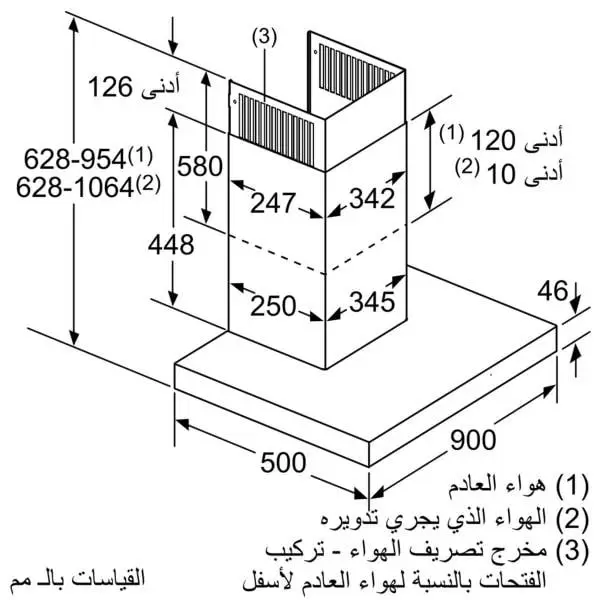 (3)
أدنى 126
580
628-954(1)
628-1064(2)
448
247
342
أدنى 120 (1)
أدنى 10 (2)
250
345
46
500
900
(1) هواء العادم
(2) الهواء الذي يجري تدويره
(3) مخرج تصريف الهواء - تركيب
الفتحات بالنسبة لهواء العادم لأسفل
القياسات بالـ مم